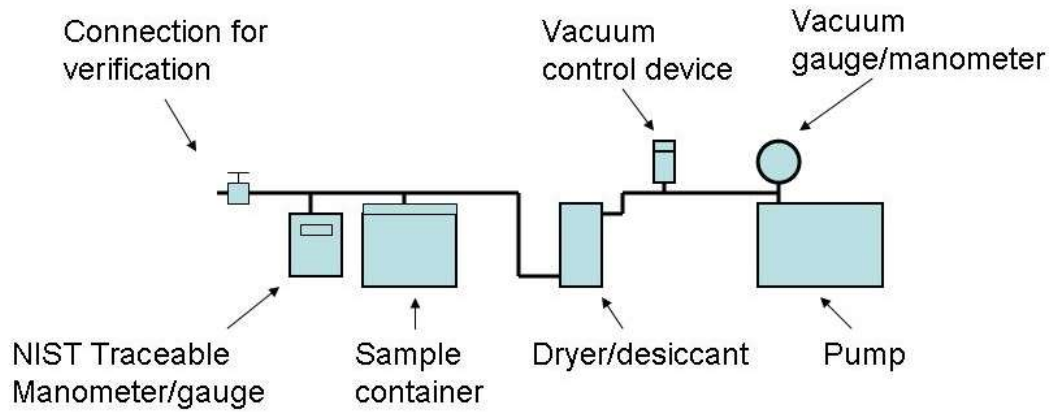 Connection for
verification
Vacuum
control device
Vacuum
gauge/manometer
NIST Traceable
Manometer/gauge
Sample
container
Dryer/desiccant
Pump